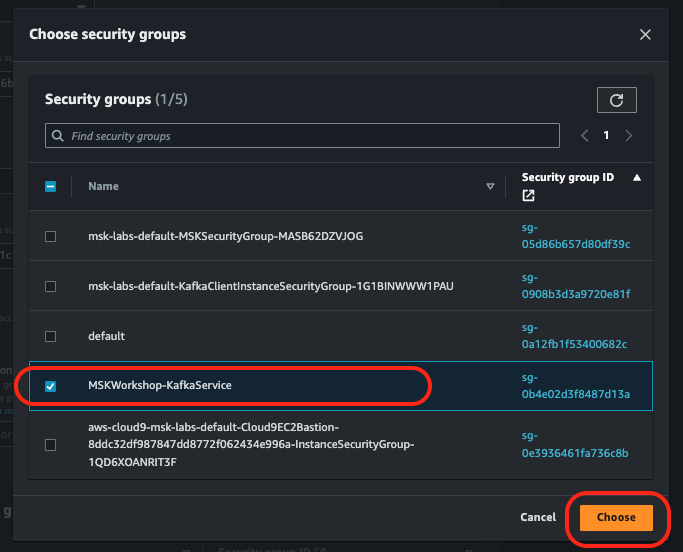 Choose security groups
Security groups (1/5)
Find security groups
1
Name
Security group ID
msk-labs-default-MSKSecurityGroup-MASB62DZVJOG
sg-
05d86b657d80df39c
msk-labs-default-KafkaClientInstanceSecurityGroup-1G1BINWWW1PAU
sg-
0908b3d3a9720e81f
default
sg-
0a12fb1f53400682c
MSKWorkshop-KafkaService
sg-
0b4e02d3f8487d13a
aws-cloud9-msk-labs-default-Cloud9EC2Bastion-
8ddc32df987847dd8772f062434e996a-InstanceSecurityGroup-
1QD6XOANRIT3F
sg-
0e3936461fa736c8b
Cancel
Choose